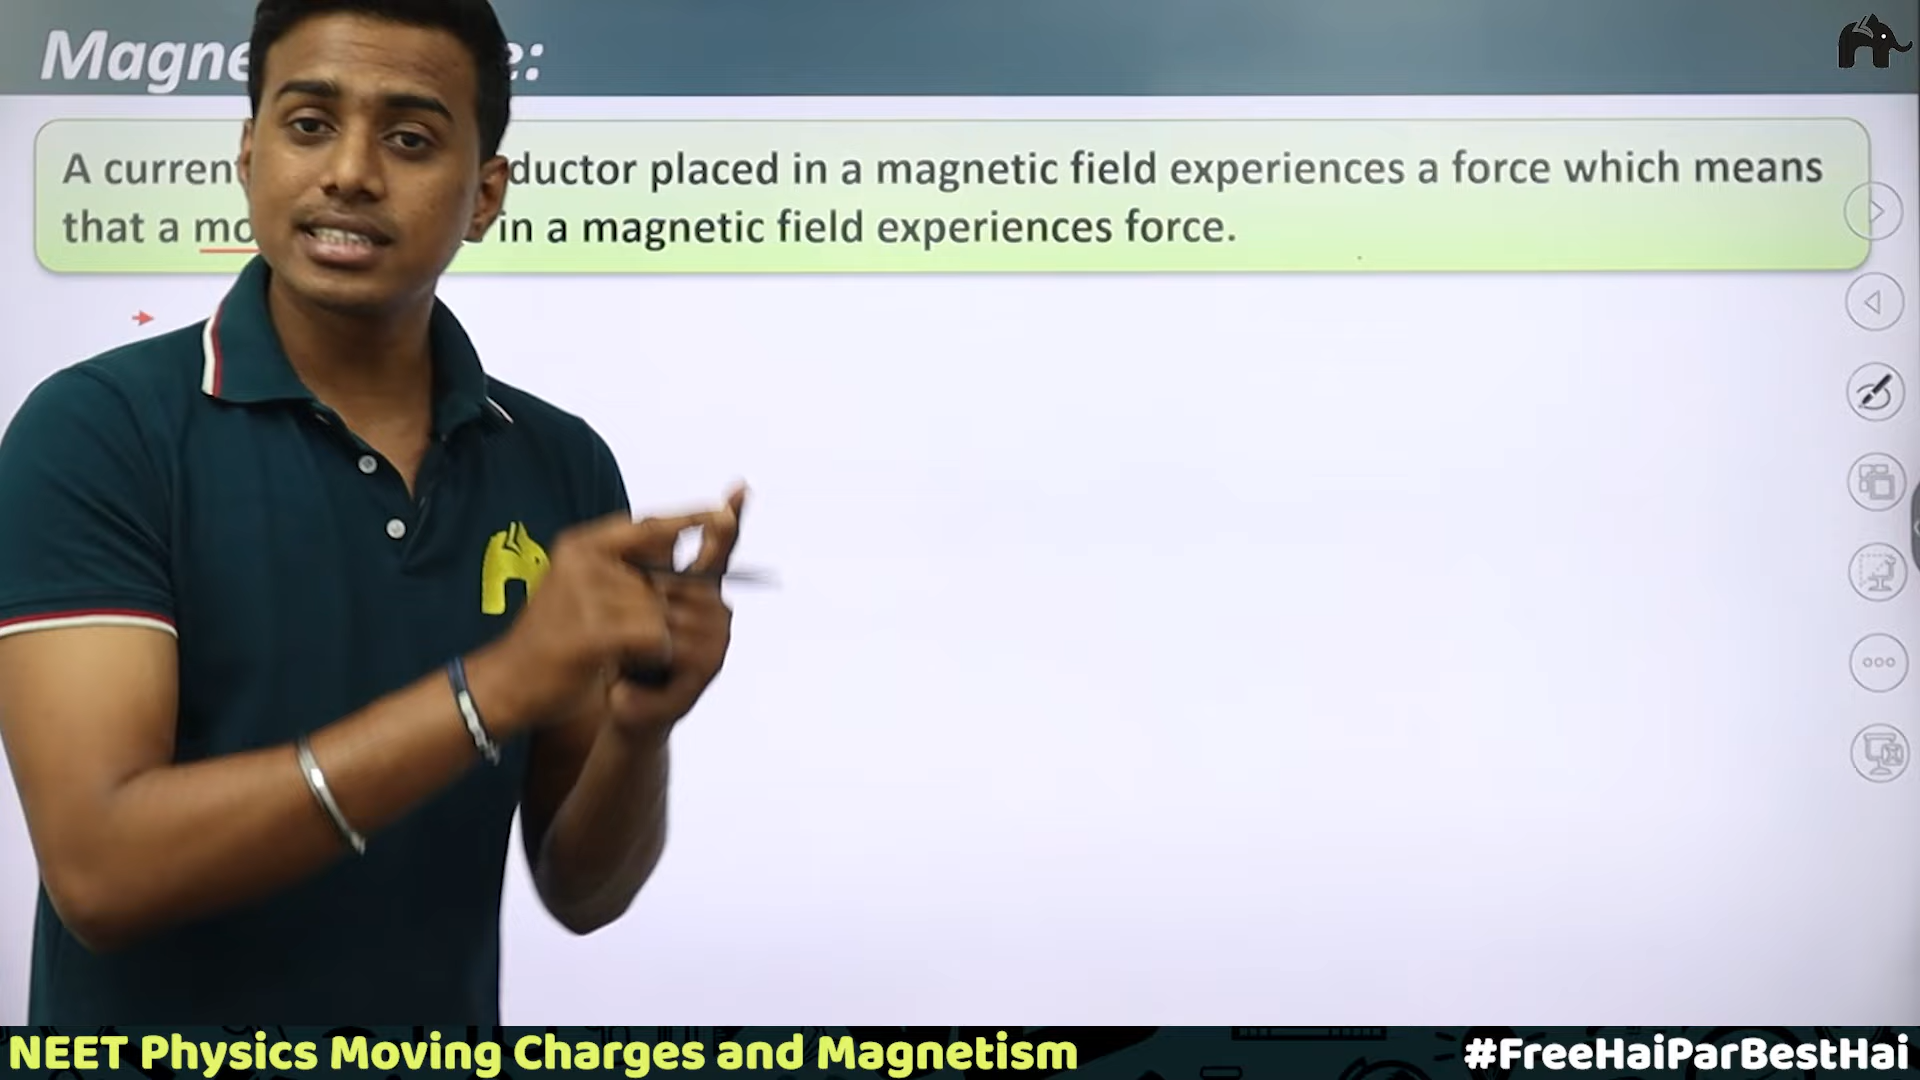 Magne e:
A current ductor placed in a magnetic field experiences a force which means
that a mo in a magnetic field experiences force.
NEET Physics Moving Charges and Magnetism
#FreeHaiParBestHai